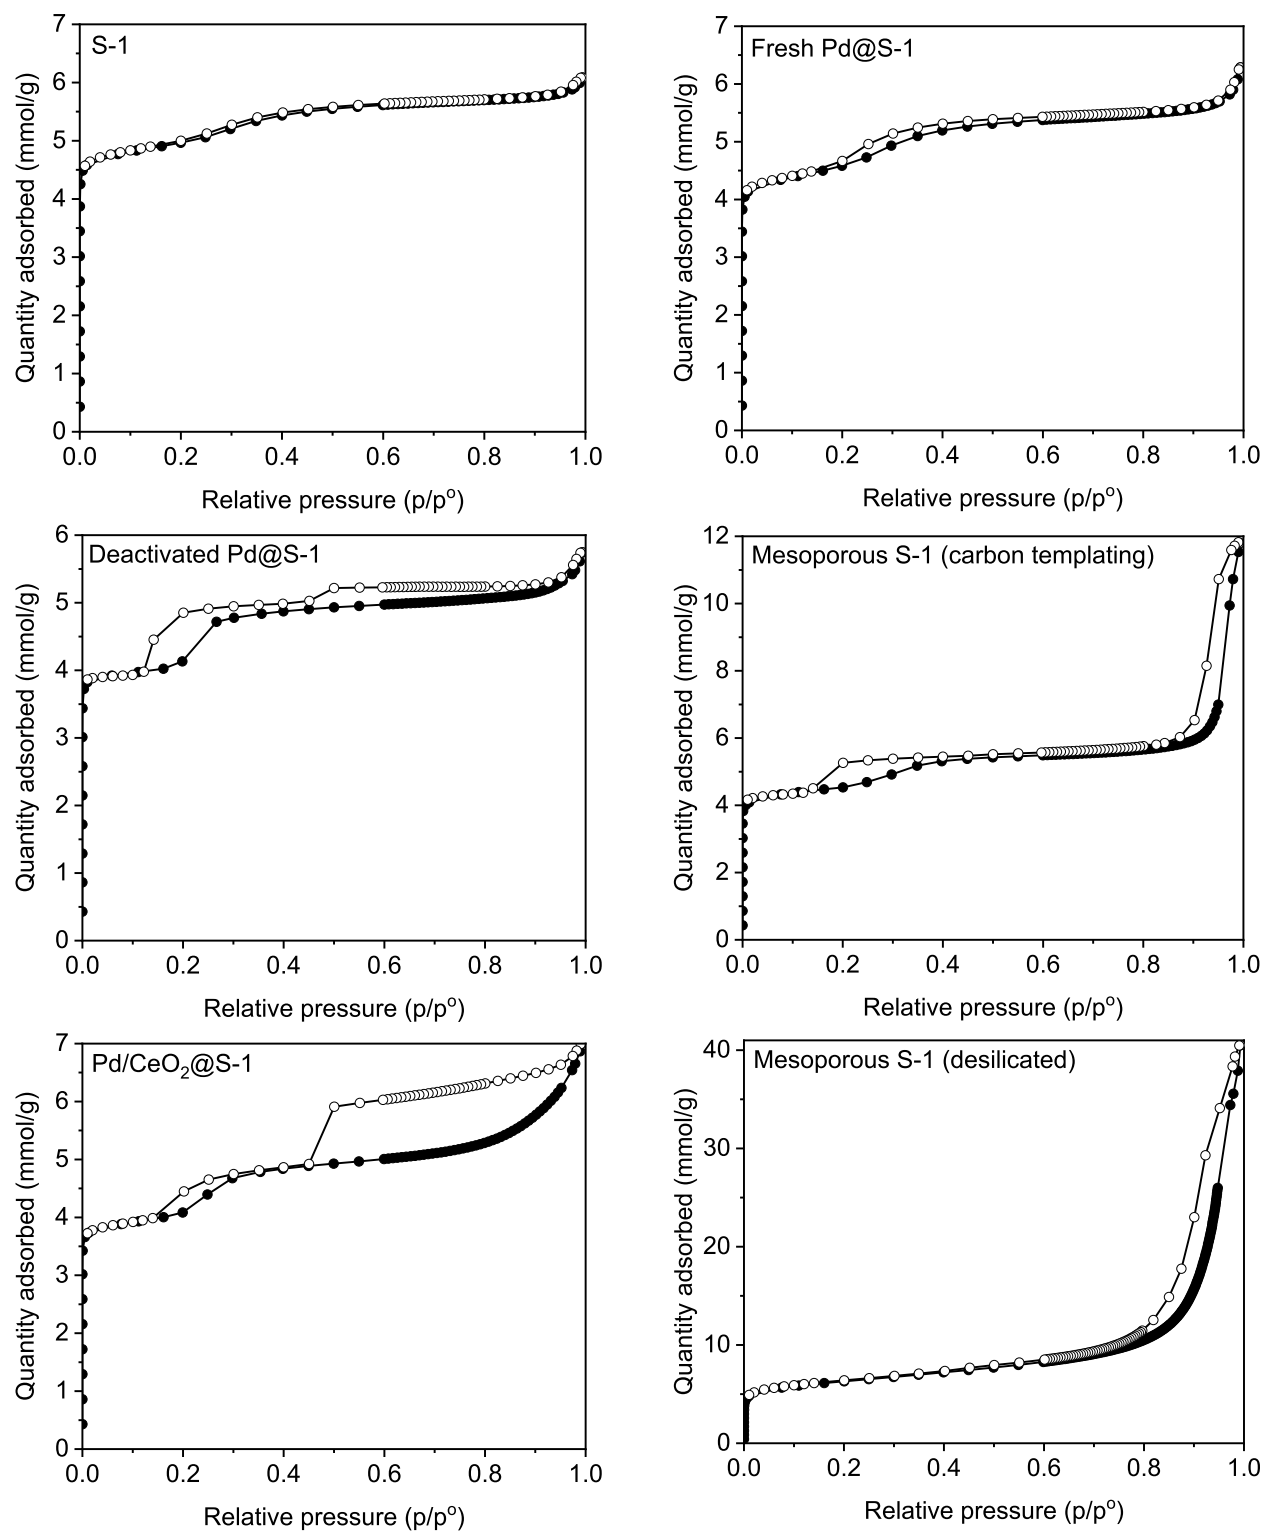 S-1
7
6
5
4
3
2
1
0
Quantity adsorbed (mmol/g)
0.0 0.2 0.4 0.6 0.8 1.0
Relative pressure (p/pº)
Fresh Pd@S-1
7
6
5
4
3
2
1
0
Quantity adsorbed (mmol/g)
0.0 0.2 0.4 0.6 0.8 1.0
Relative pressure (p/pº)
Deactivated Pd@S-1
6
5
4
3
2
1
0
Quantity adsorbed (mmol/g)
0.0 0.2 0.4 0.6 0.8 1.0
Relative pressure (p/pº)
Mesoporous S-1 (carbon templating)
12
10
8
6
4
2
0
Quantity adsorbed (mmol/g)
0.0 0.2 0.4 0.6 0.8 1.0
Relative pressure (p/pº)
Pd/CeO₂@S-1
7
6
5
4
3
2
1
0
Quantity adsorbed (mmol/g)
0.0 0.2 0.4 0.6 0.8 1.0
Relative pressure (p/pº)
Mesoporous S-1 (desilicated)
40
30
20
10
0
Quantity adsorbed (mmol/g)
0.0 0.2 0.4 0.6 0.8 1.0
Relative pressure (p/pº)